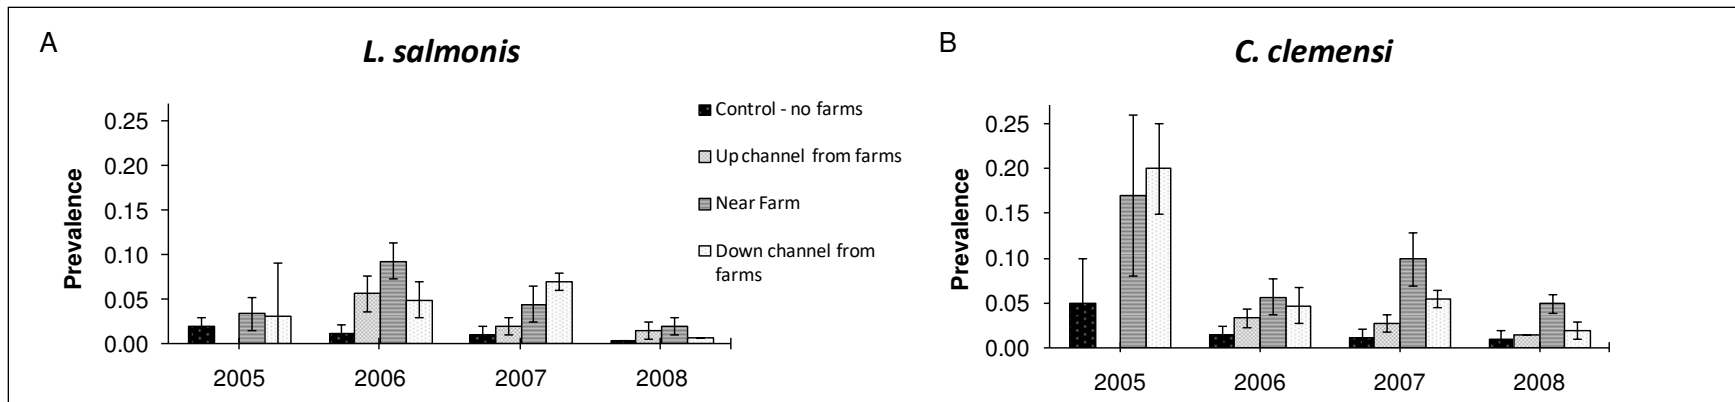 A
L. salmonis
Prevalence
0.25
0.20
0.15
0.10
0.05
0.00
2005 2006 2007 2008
Control - no farms
Up channel from farms
Near Farm
Down channel from
farms
B
C. clemensi
Prevalence
0.25
0.20
0.15
0.10
0.05
0.00
2005 2006 2007 2008